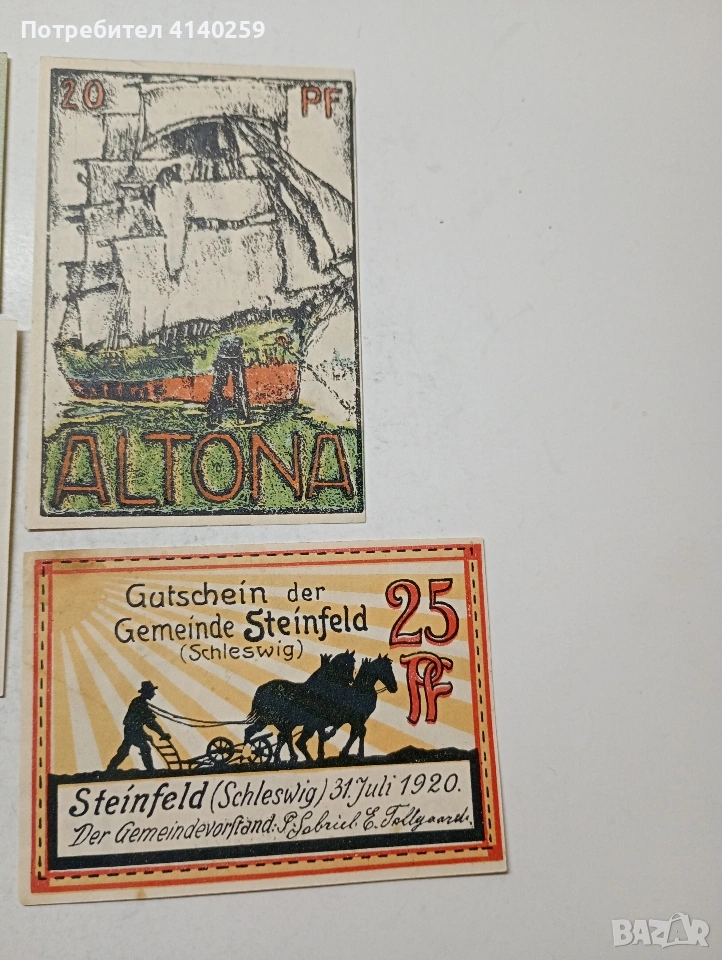 Потребител 4140259
20 PF
ALTONA
Gutschein der
Gemeinde Steinfeld
(Schleswig)
25
PF
Steinfeld (Schleswig) 31. Juli 1920.
Der Gemeindevorstand: P. Gabriel. E.
BAZAR